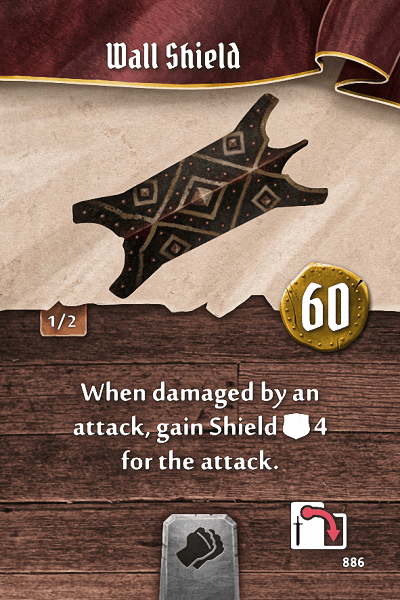 Wall Shield
1/2
60
When damaged by an
attack, gain Shield 4
for the attack.
886